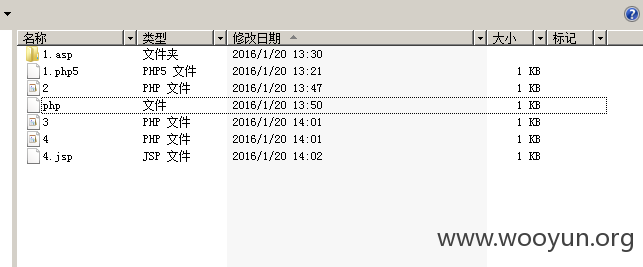 名称 类型 修改日期 大小 标记
1.asp 文件夹 2016/1/20 13:30
1.php5 PHP5 文件 2016/1/20 13:21 1 KB
2 PHP 文件 2016/1/20 13:47 1 KB
php 文件 2016/1/20 13:50 1 KB
3 PHP 文件 2016/1/20 14:01 1 KB
4 PHP 文件 2016/1/20 14:01 1 KB
4.jsp JSP 文件 2016/1/20 14:02 1 KB
www.wooyun.org